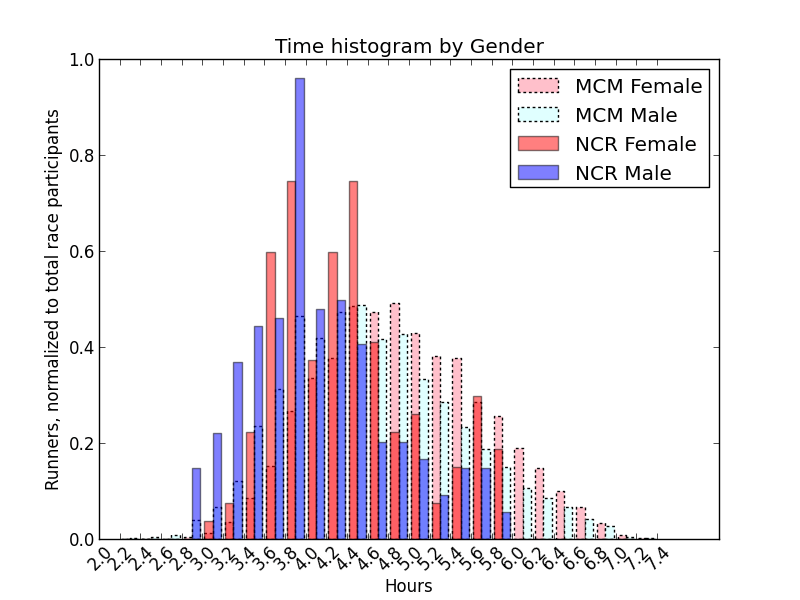 Time histogram by Gender
1.0
0.8
0.6
0.4
0.2
0.0
Runners, normalized to total race participants
MCM Female
MCM Male
NCR Female
NCR Male
2.0 2.2 2.4 2.6 2.8 3.0 3.2 3.4 3.6 3.8 4.0 4.2 4.4 4.6 4.8 5.0 5.2 5.4 5.6 5.8 6.0 6.2 6.4 6.6 6.8 7.0 7.2 7.4
Hours